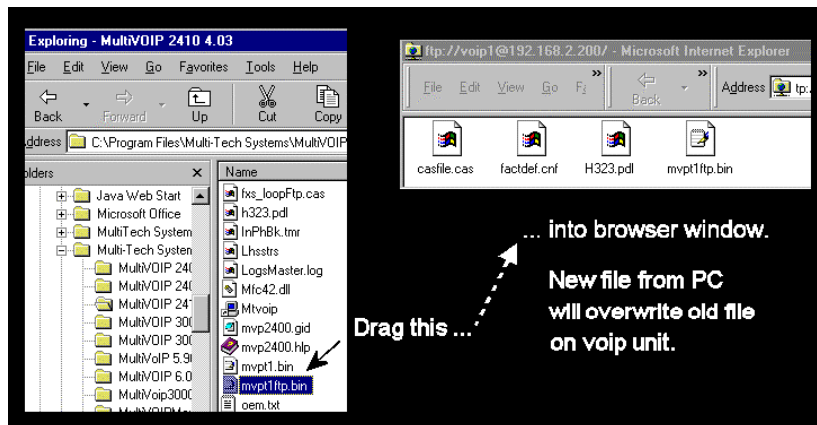 Exploring - MultiVOIP 2410 4.03
File Edit View Go Favorites Tools Help
Back Forward Up Cut Copy
Address C:\Program Files\Multi-Tech Systems\MultiVOIP
olders × Name
Java Web Start
Microsoft Office
MultiTech System
Multi-Tech System
MultiVOIP 240
MultiVOIP 240
MultiVOIP 241
MultiVOIP 300
MultiVOIP 300
MultiVoIP 5.9
MultiVOIP 6.0
MultiVoip3000
fxs_loopFtp.cas
h323.pdl
InPhBk.tmr
Lhsstrs
LogsMaster.log
Mfc42.dll
Mtvoip
mvp2400.gid
mvp2400.hlp
mvpt1.bin
mvpt1ftp.bin
oem.txt
ftp://voip1@192.168.2.200/ - Microsoft Internet Explorer
File Edit View Go F » Back » Address tp:
casfile.cas factdef.cnf H323.pdl mvpt1ftp.bin
Drag this ...
... into browser window.
New file from PC
will overwrite old file
on voip unit.